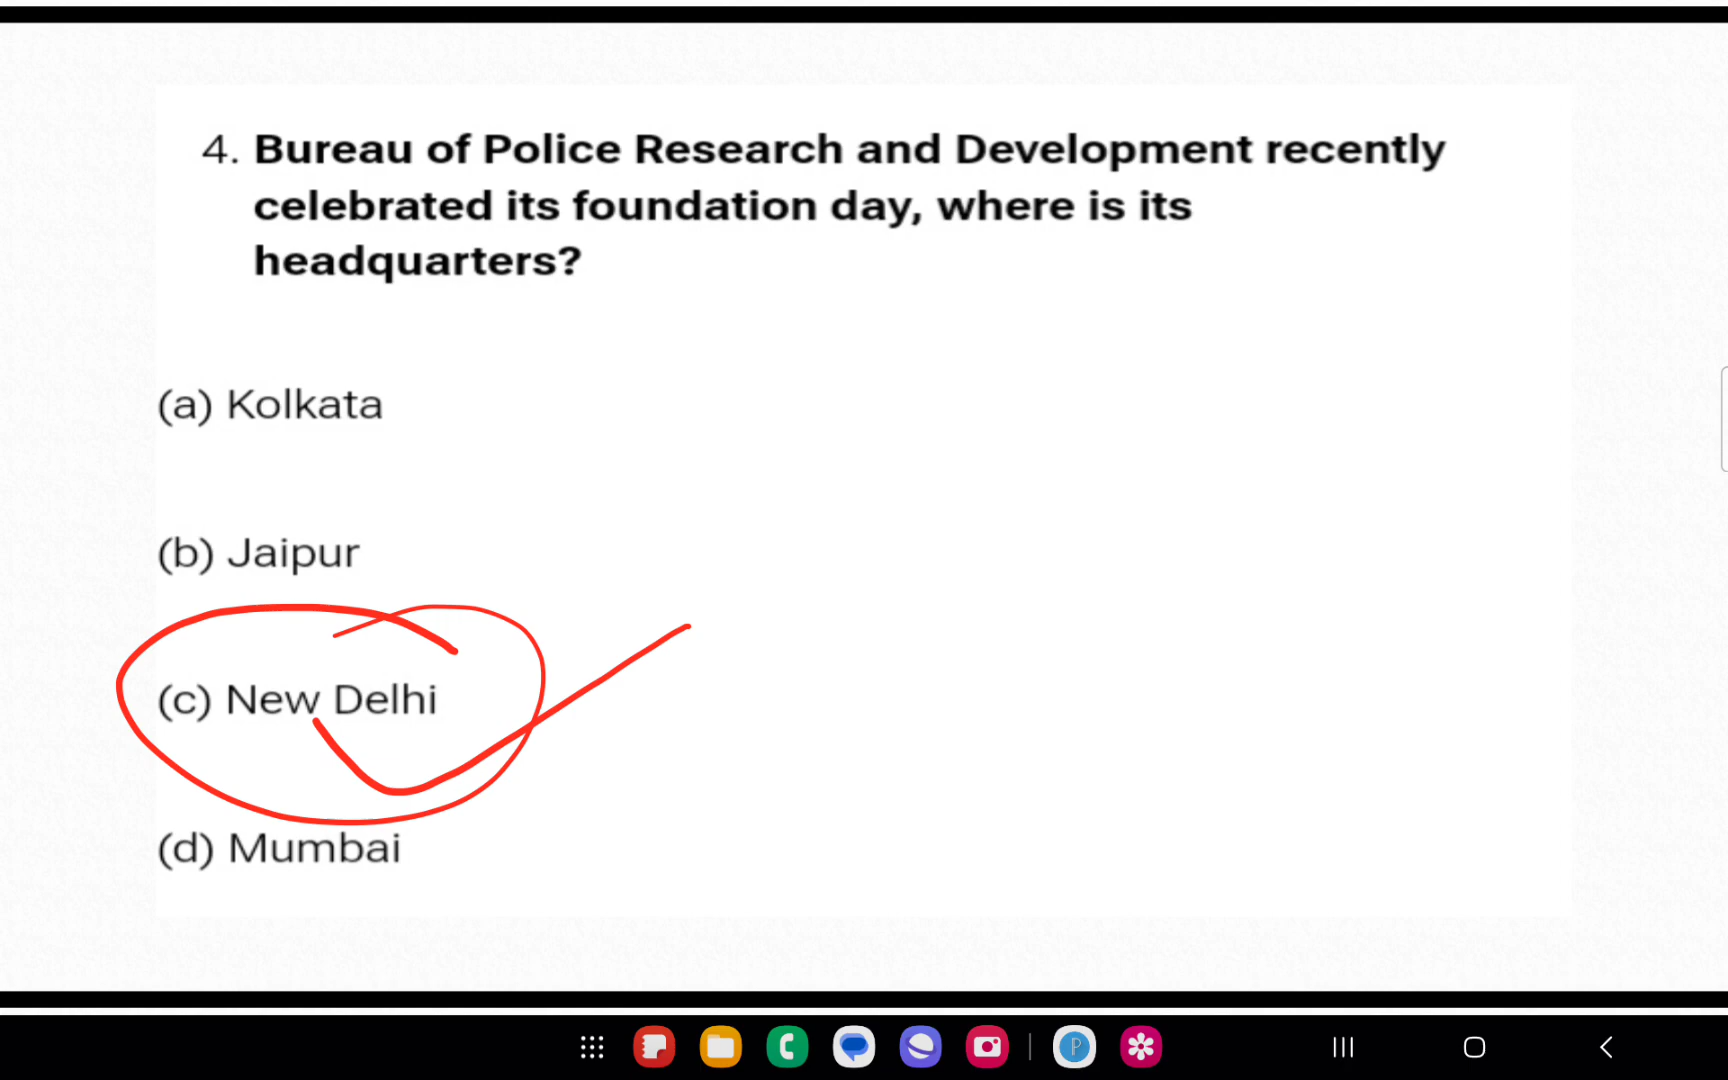 4. Bureau of Police Research and Development recently
celebrated its foundation day, where is its
headquarters?
(a) Kolkata
(b) Jaipur
(c) New Delhi
(d) Mumbai